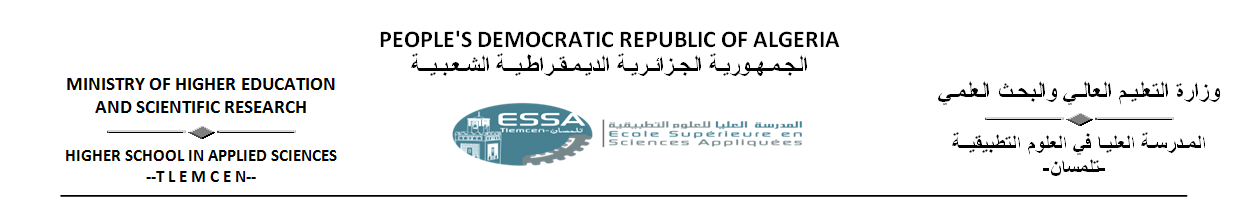 PEOPLE'S DEMOCRATIC REPUBLIC OF ALGERIA
الجمهورية الجزائرية الديمقراطية الشعبية
MINISTRY OF HIGHER EDUCATION
AND SCIENTIFIC RESEARCH
HIGHER SCHOOL IN APPLIED SCIENCES
--T L E M C E N--
ESSA
Tlemcen-تلمسان
المدرسة العليا للعلوم التطبيقية
Ecole Supérieure en
Sciences Appliquées
وزارة التعليم العالي والبحث العلمي
المدرسة العليا في العلوم التطبيقية
-تلمسان-